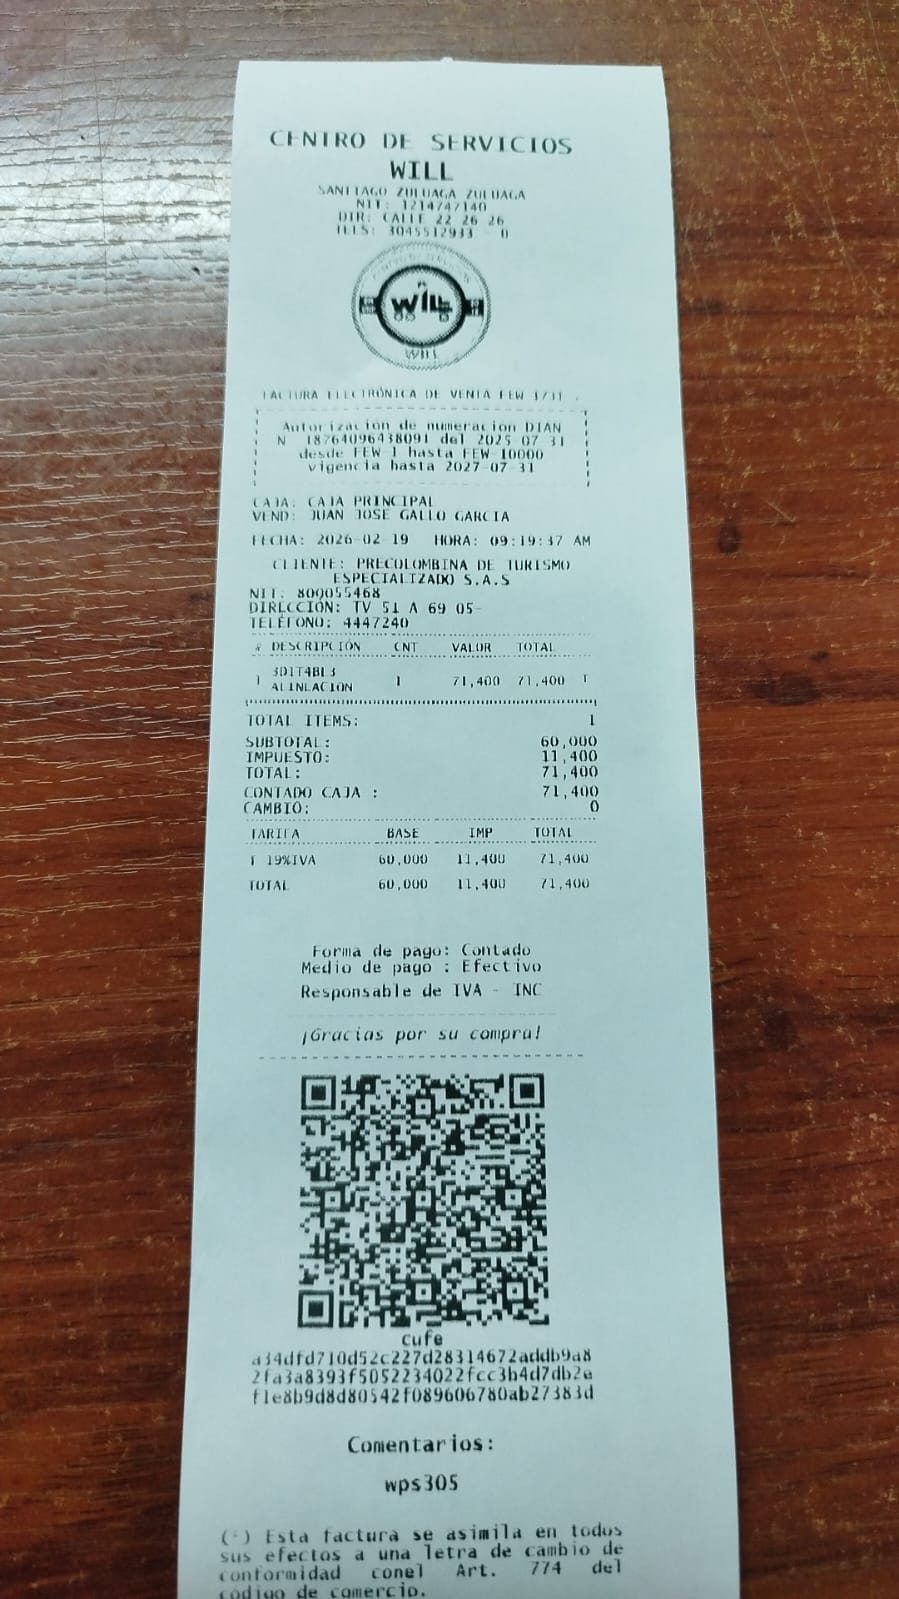 CENTRO DE SERVICIOS
WILL
SANTIAGO ZULUAGA ZULUAGA
NIT: 1214747140
DIR: CALLE 22 26 26
TELS: 3045512933 - 0
WILL
WILL
FACTURA ELECTRÓNICA DE VENTA FEW 1731
Autorización de numeración DIAN
N 18764096438091 del 2025-07-31
desde FEW-1 hasta FEW-10000
vigencia hasta 2027-07-31
CAJA: CAJA PRINCIPAL
VEND: JUAN JOSE GALLO GARCIA
FECHA: 2026-02-19 HORA: 09:19:37 AM
CLIENTE: PRECOLOMBINA DE TURISMO
ESPECIALIZADO S.A.S
NIT: 809055468
DIRECCIÓN: TV 51 A 69 05-
TELÉFONO: 4447240
# DESCRIPCIÓN CNT VALOR TOTAL
3D1T4BL3
1 ALINEACIÓN 1 71,400 71,400 T
TOTAL ITEMS: 1
SUBTOTAL: 60,000
IMPUESTO: 11,400
TOTAL: 71,400
CONTADO CAJA : 71,400
CAMBIO: 0
TARIFA BASE IMP TOTAL
T 19%IVA 60,000 11,400 71,400
TOTAL 60,000 11,400 71,400
Forma de pago: Contado
Medio de pago : Efectivo
Responsable de IVA - INC
¡Gracias por su compra!
cufe
a34dfd710d52c227d28314672addb9a8
2fa3a8393f5052234022fcc3b4d7db2e
f1e8b9d8d80542f089606780ab27383d
Comentarios:
wps305
(*) Esta factura se asimila en todos
sus efectos a una letra de cambio de
conformidad conel Art. 774 del
código de comercio.